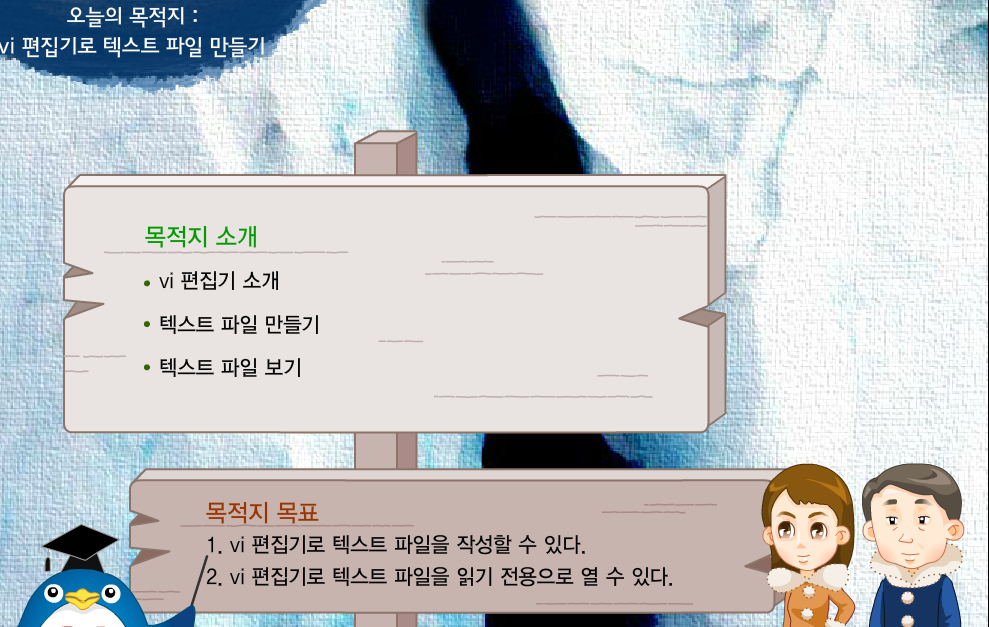 오늘의 목적지 :
vi 편집기로 텍스트 파일 만들기
목적지 소개
• vi 편집기 소개
• 텍스트 파일 만들기
• 텍스트 파일 보기
목적지 목표
1. vi 편집기로 텍스트 파일을 작성할 수 있다.
2. vi 편집기로 텍스트 파일을 읽기 전용으로 열 수 있다.